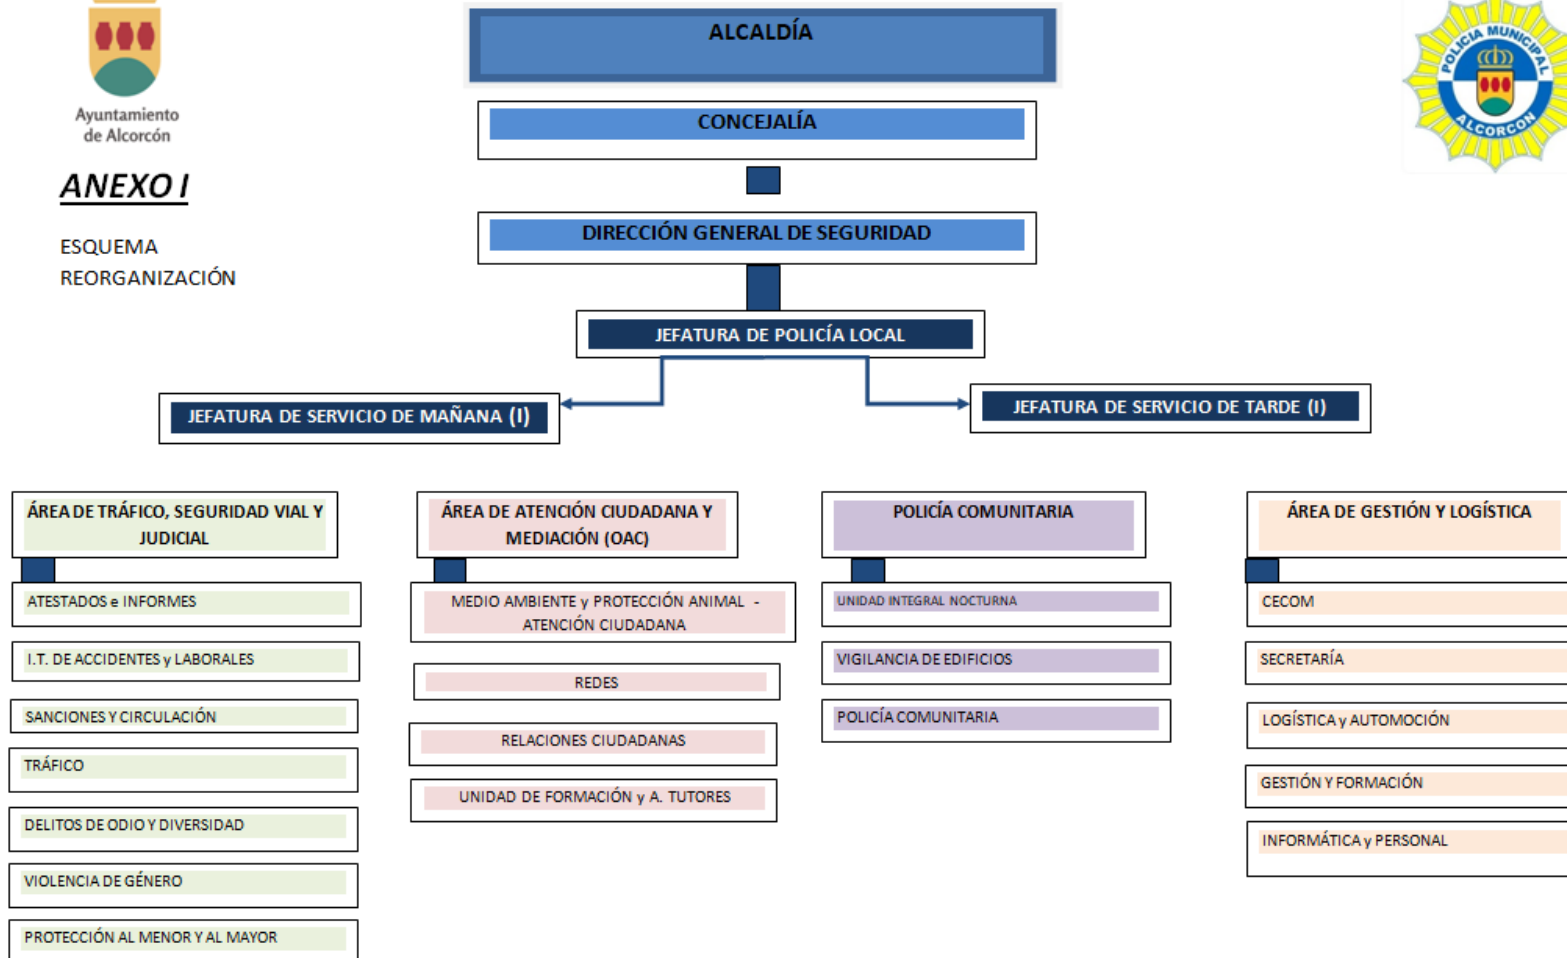 Ayuntamiento
de Alcorcón
ANEXO I
ESQUEMA
REORGANIZACIÓN
ALCALDÍA
CONCEJALÍA
DIRECCIÓN GENERAL DE SEGURIDAD
JEFATURA DE POLICÍA LOCAL
POLICIA MUNICIPAL
ALCORCON
JEFATURA DE SERVICIO DE MAÑANA (I)
JEFATURA DE SERVICIO DE TARDE (I)
ÁREA DE TRÁFICO, SEGURIDAD VIAL Y
JUDICIAL
ATESTADOS e INFORMES
I.T. DE ACCIDENTES y LABORALES
SANCIONES Y CIRCULACIÓN
TRÁFICO
DELITOS DE ODIO Y DIVERSIDAD
VIOLENCIA DE GÉNERO
PROTECCIÓN AL MENOR Y AL MAYOR
ÁREA DE ATENCIÓN CIUDADANA Y
MEDIACIÓN (OAC)
MEDIO AMBIENTE y PROTECCIÓN ANIMAL -
ATENCIÓN CIUDADANA
REDES
RELACIONES CIUDADANAS
UNIDAD DE FORMACIÓN y A. TUTORES
POLICÍA COMUNITARIA
UNIDAD INTEGRAL NOCTURNA
VIGILANCIA DE EDIFICIOS
POLICÍA COMUNITARIA
ÁREA DE GESTIÓN Y LOGÍSTICA
CECOM
SECRETARÍA
LOGÍSTICA y AUTOMOCIÓN
GESTIÓN Y FORMACIÓN
INFORMÁTICA y PERSONAL